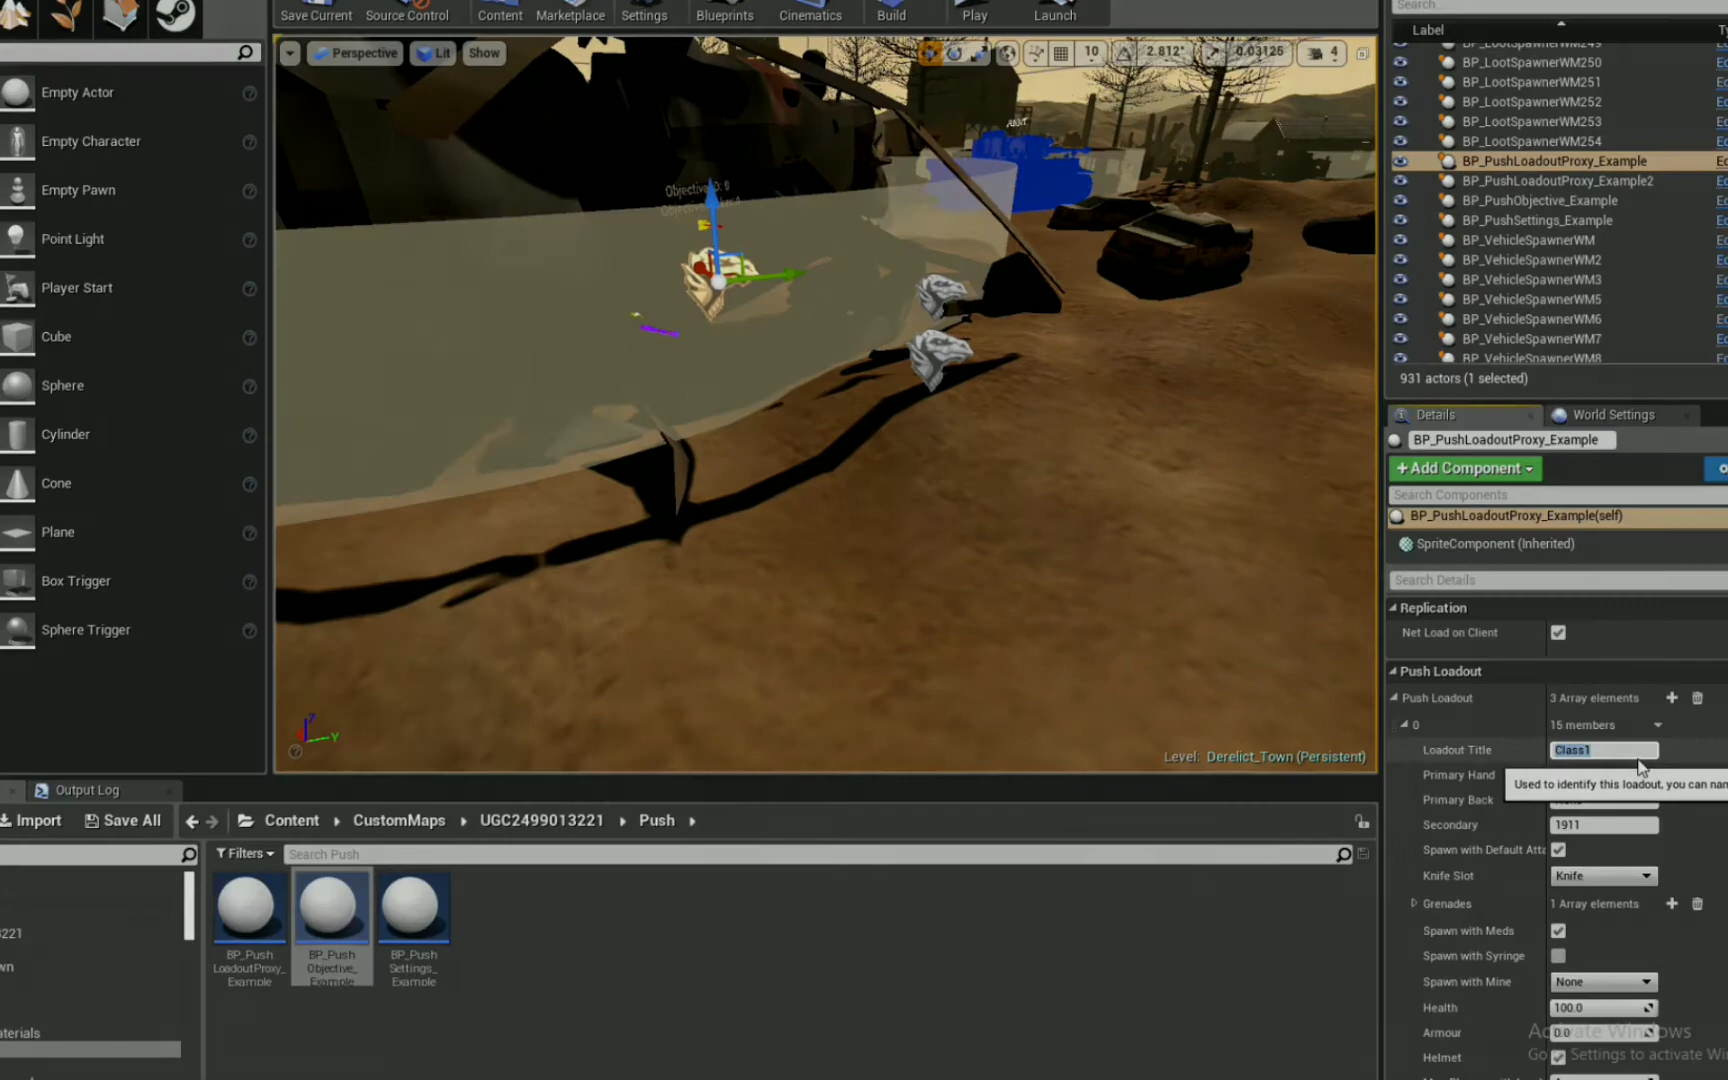 Save Current
Source Control
Content
Marketplace
Settings
Blueprints
Cinematics
Build
Play
Launch
Search...
Label
Perspective
Lit
Show
10
2.812°
0.03125
4
BP_LootSpawnerWM249
BP_LootSpawnerWM250
BP_LootSpawnerWM251
BP_LootSpawnerWM252
BP_LootSpawnerWM253
BP_LootSpawnerWM254
BP_PushLoadoutProxy_Example
BP_PushLoadoutProxy_Example2
BP_PushObjective_Example
BP_PushSettings_Example
BP_VehicleSpawnerWM
BP_VehicleSpawnerWM2
BP_VehicleSpawnerWM3
BP_VehicleSpawnerWM5
BP_VehicleSpawnerWM6
BP_VehicleSpawnerWM7
BP_VehicleSpawnerWM8
931 actors (1 selected)
Empty Actor
Empty Character
Empty Pawn
Point Light
Player Start
Cube
Sphere
Cylinder
Cone
Plane
Box Trigger
Sphere Trigger
Level: Derelict_Town (Persistent)
Details
World Settings
BP_PushLoadoutProxy_Example
+Add Component
Search Components
BP_PushLoadoutProxy_Example(self)
SpriteComponent (Inherited)
Search Details
Replication
Net Load on Client
Push Loadout
Push Loadout
3 Array elements
0
15 members
Loadout Title
Class1
Primary Hand
Used to identify this loadout, you can nam
Primary Back
Secondary
1911
Spawn with Default Atta
Knife Slot
Knife
Grenades
1 Array elements
Spawn with Meds
Spawn with Syringe
Spawn with Mine
None
Health
100.0
Armour
0.0
Helmet
Activate Windows
Go Settings to activate Wi
Output Log
Import
Save All
Content
CustomMaps
UGC2499013221
Push
Filters
Search Push
BP_Push
LoadoutProxy_
Example
BP_Push
Objective_
Example
BP_Push
Settings_
Example
3221
wn
aterials